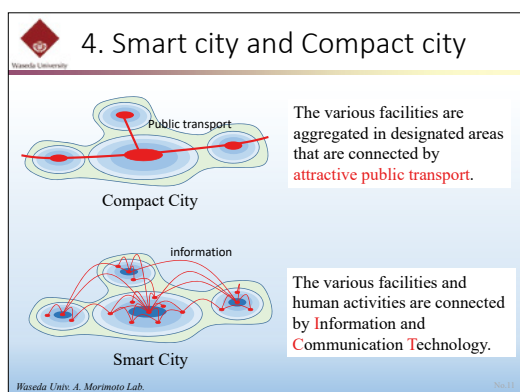 Waseda University
4. Smart city and Compact city
Public transport
Compact City
The various facilities are
aggregated in designated areas
that are connected by
attractive public transport.
information
Smart City
The various facilities and
human activities are connected
by Information and
Communication Technology.
Waseda Univ. A. Morimoto Lab.